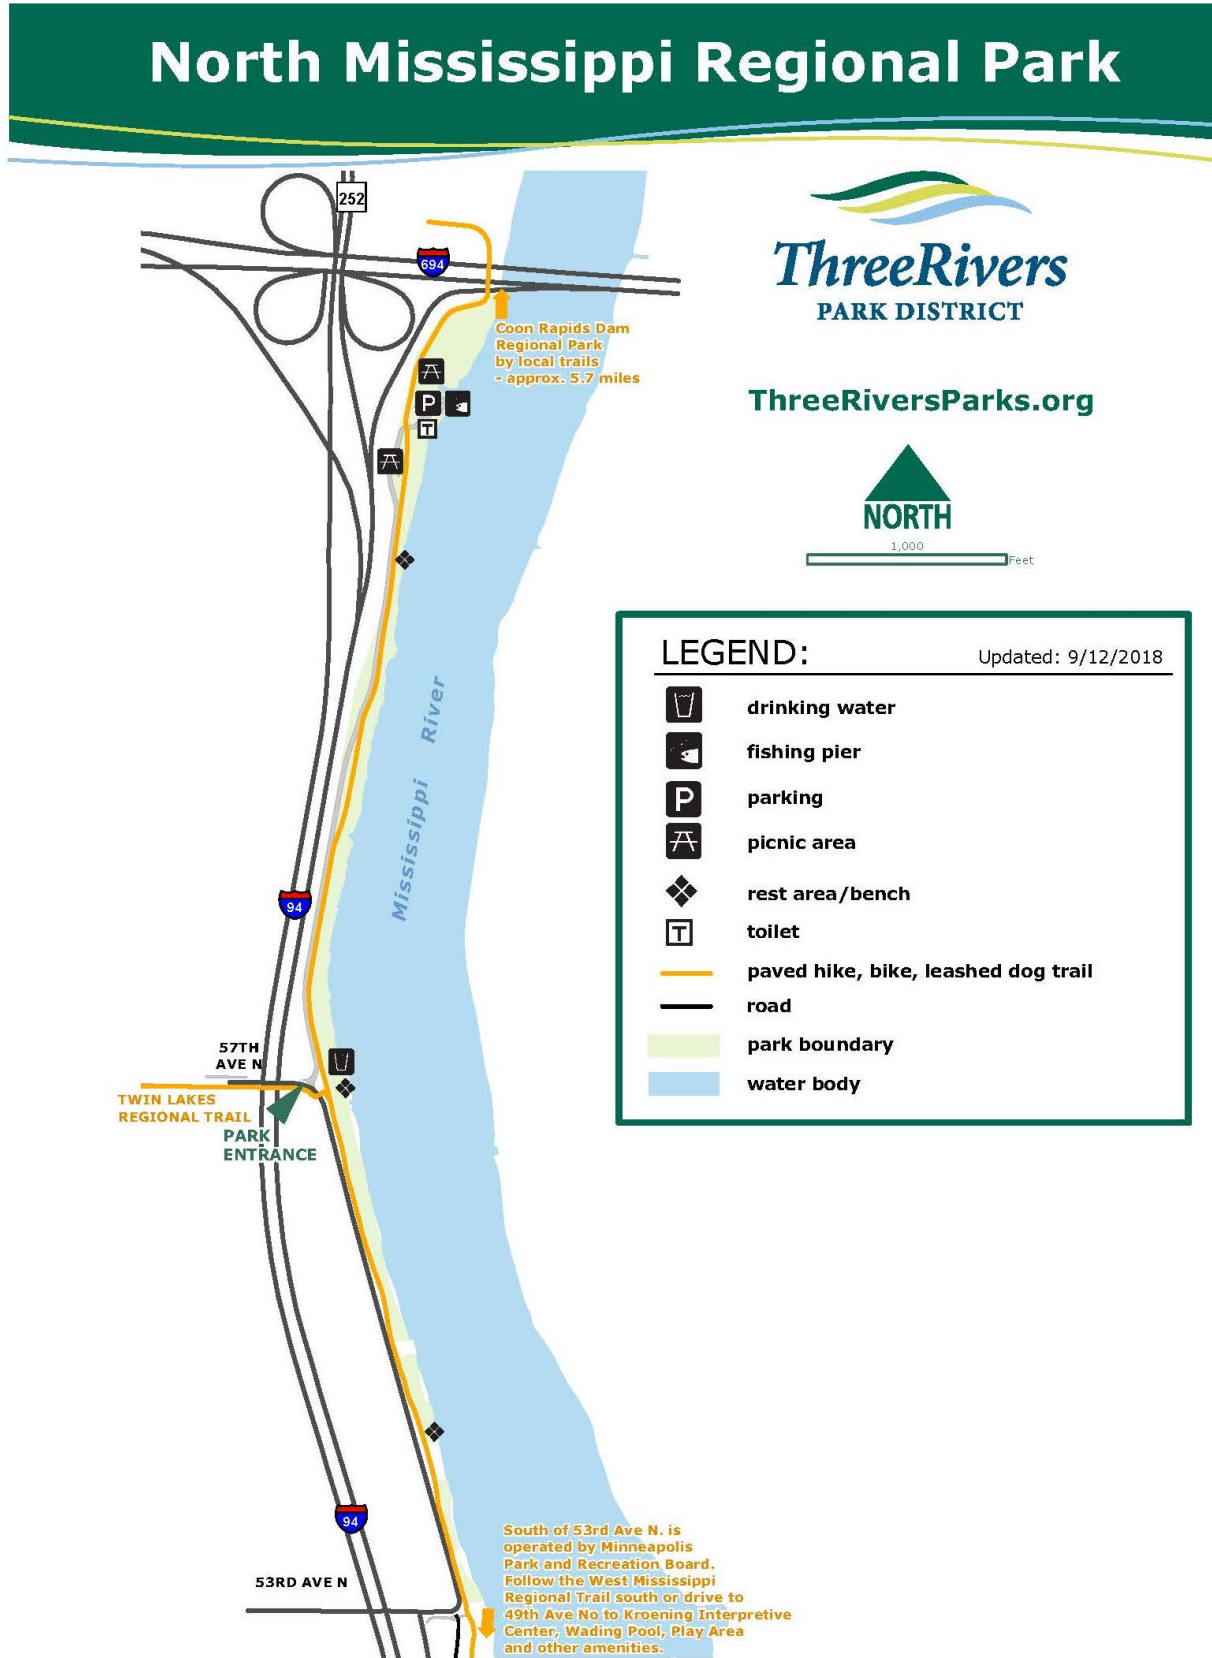 North Mississippi Regional Park
252
694
ThreeRivers
PARK DISTRICT
Coon Rapids Dam
Regional Park
by local trails
- approx. 5.7 miles
ThreeRiversParks.org
P
T
NORTH
1,000
Feet
LEGEND:
Updated: 9/12/2018
drinking water
fishing pier
P
parking
picnic area
rest area/bench
T
toilet
paved hike, bike, leashed dog trail
road
park boundary
water body
Mississippi River
94
57TH
AVE N
TWIN LAKES
REGIONAL TRAIL
PARK
ENTRANCE
94
53RD AVE N
South of 53rd Ave N. is
operated by Minneapolis
Park and Recreation Board.
Follow the West Mississippi
Regional Trail south or drive to
49th Ave No to Kroening Interpretive
Center, Wading Pool, Play Area
and other amenities.